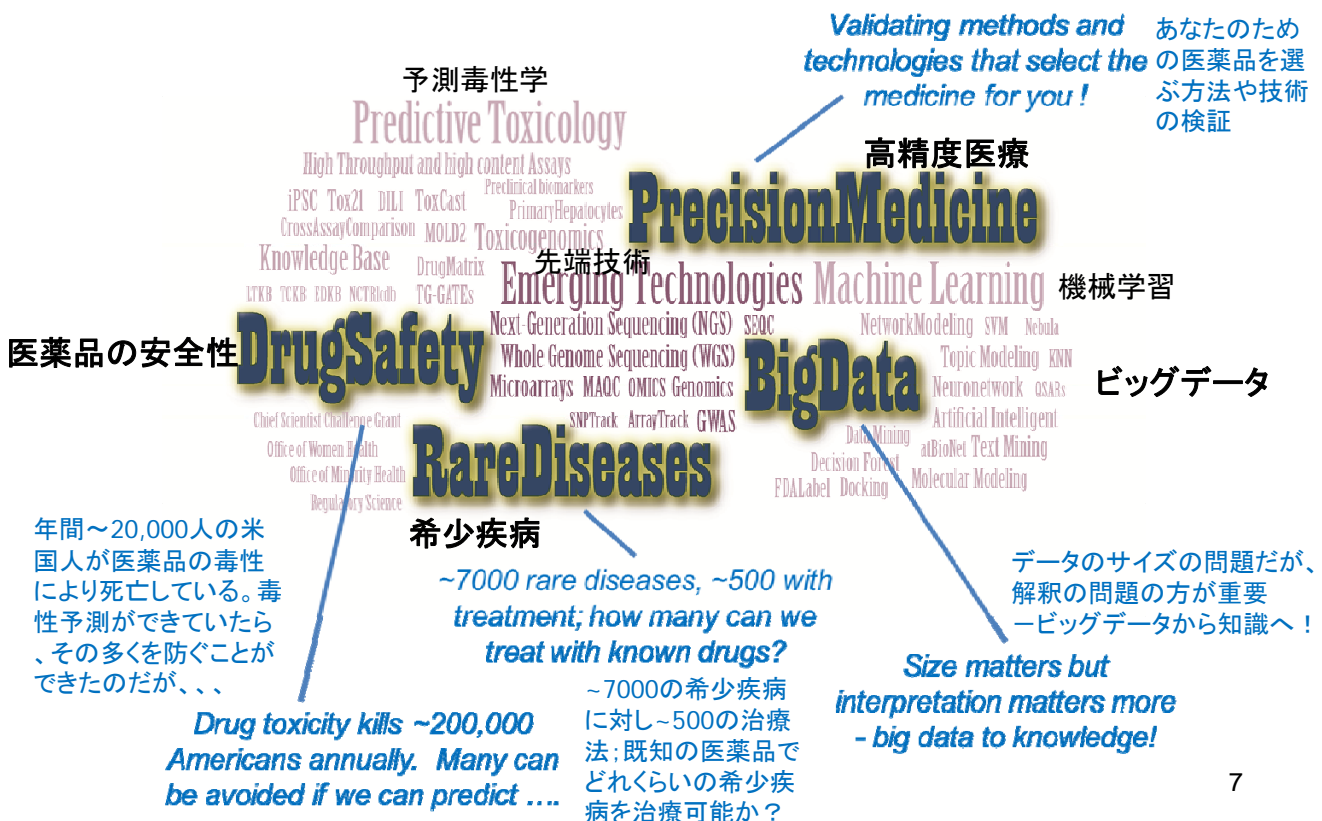 Validating methods and
technologies that select the
medicine for you !
あなたのため
の医薬品を選
ぶ方法や技術
の検証
予測毒性学
Predictive Toxicology
High Throughput and high content Assays
Preclinical biomarkers
iPSC Tox21 DILI ToxCast
PrimaryHepatocytes
CrossAssayComparison MOLD2 Toxicogenomics
Knowledge Base DrugMatrix
LTKB TCKB EDKB NCTRlcdb TG-GATEs
高精度医療
PrecisionMedicine
先端技術
Emerging Technologies
Machine Learning
機械学習
Next-Generation Sequencing (NGS) SEQC
Whole Genome Sequencing (WGS)
Microarrays MAQC OMICS Genomics
SNPTrack ArrayTrack GWAS
NetworkModeling SVM Nebula
Topic Modeling KNN
Neuronetwork QSARs
Artificial Intelligent
Data Mining atBioNet Text Mining
Decision Forest
Molecular Modeling
FDALabel Docking
医薬品の安全性
DrugSafety
BigData
ビッグデータ
Chief Scientist Challenge Grant
Office of Women Health
Office of Minority Health
Regulatory Science
RareDiseases
希少疾病
年間～20,000人の米
国人が医薬品の毒性
により死亡している。毒
性予測ができていたら
、その多くを防ぐことが
できたのだが、、、
Drug toxicity kills ~200,000
Americans annually. Many can
be avoided if we can predict ....
~7000 rare diseases, ~500 with
treatment; how many can we
treat with known drugs?
~7000の希少疾病
に対し~500の治療
法；既知の医薬品で
どれくらいの希少疾
病を治療可能か？
データのサイズの問題だが、
解釈の問題の方が重要
－ビッグデータから知識へ！
Size matters but
interpretation matters more
- big data to knowledge!
7